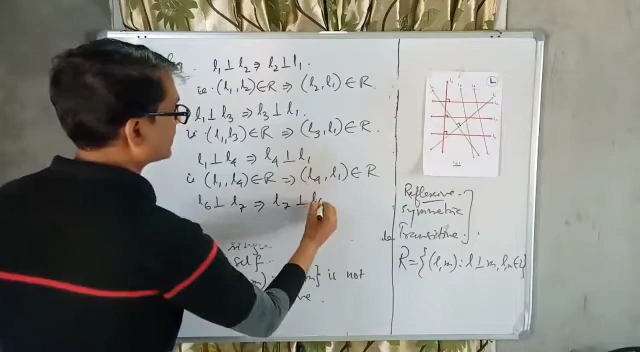 l₁ ⊥ l₂ ⇒ l₂ ⊥ l₁.
i.e. (l₁, l₂) ∈ R ⇒ (l₂, l₁) ∈ R
l₁ ⊥ l₃ ⇒ l₃ ⊥ l₁.
(l₁, l₃) ∈ R ⇒ (l₃, l₁) ∈ R.
l₁ ⊥ l₄ ⇒ l₄ ⊥ l₁
(l₁, l₄) ∈ R ⇒ (l₄, l₁) ∈ R
l₆ ⊥ l₇ ⇒ l₇ ⊥ l
self.
} is not
Reflexive
Symmetric
Transitive.
R = {(l, m) : l ⊥ m, l, m ∈ L}
L